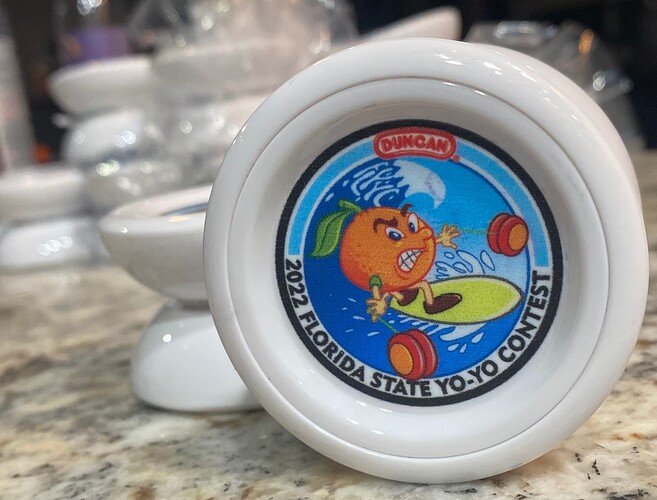 DUNCAN
2022 FLORIDA STATE YO-YO CONTEST